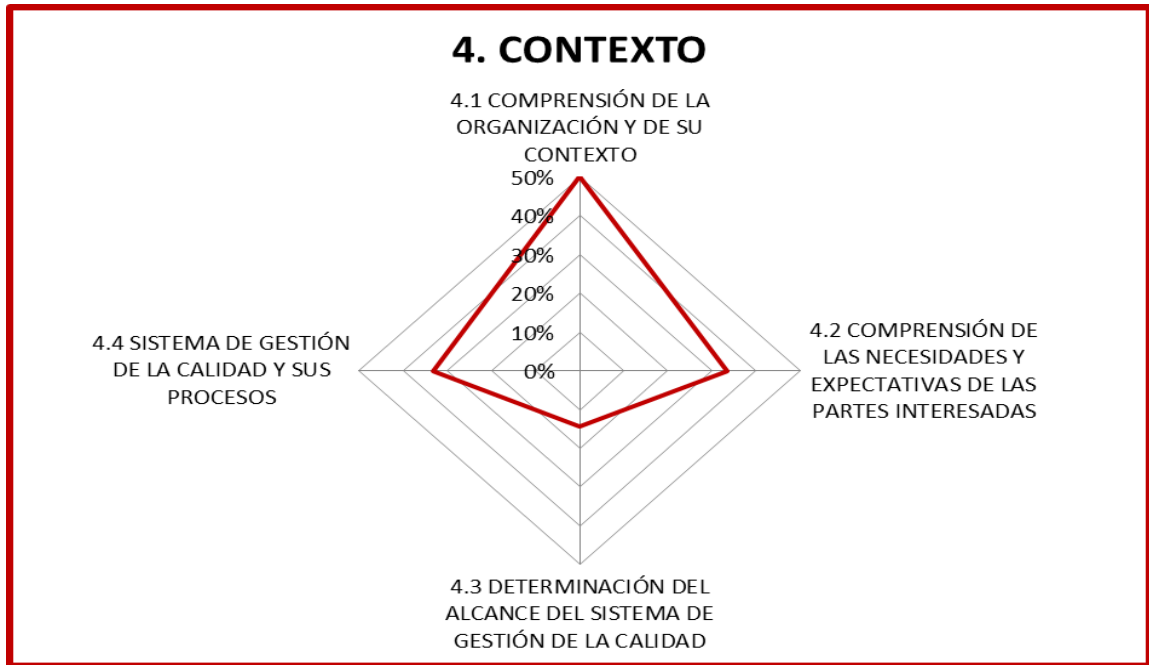 4. CONTEXTO
4.1 COMPRENSIÓN DE LA
ORGANIZACIÓN Y DE SU
CONTEXTO
50%
40%
30%
20%
10%
0%
4.2 COMPRENSIÓN DE
LAS NECESIDADES Y
EXPECTATIVAS DE LAS
PARTES INTERESADAS
4.3 DETERMINACIÓN DEL
ALCANCE DEL SISTEMA DE
GESTIÓN DE LA CALIDAD
4.4 SISTEMA DE GESTIÓN
DE LA CALIDAD Y SUS
PROCESOS